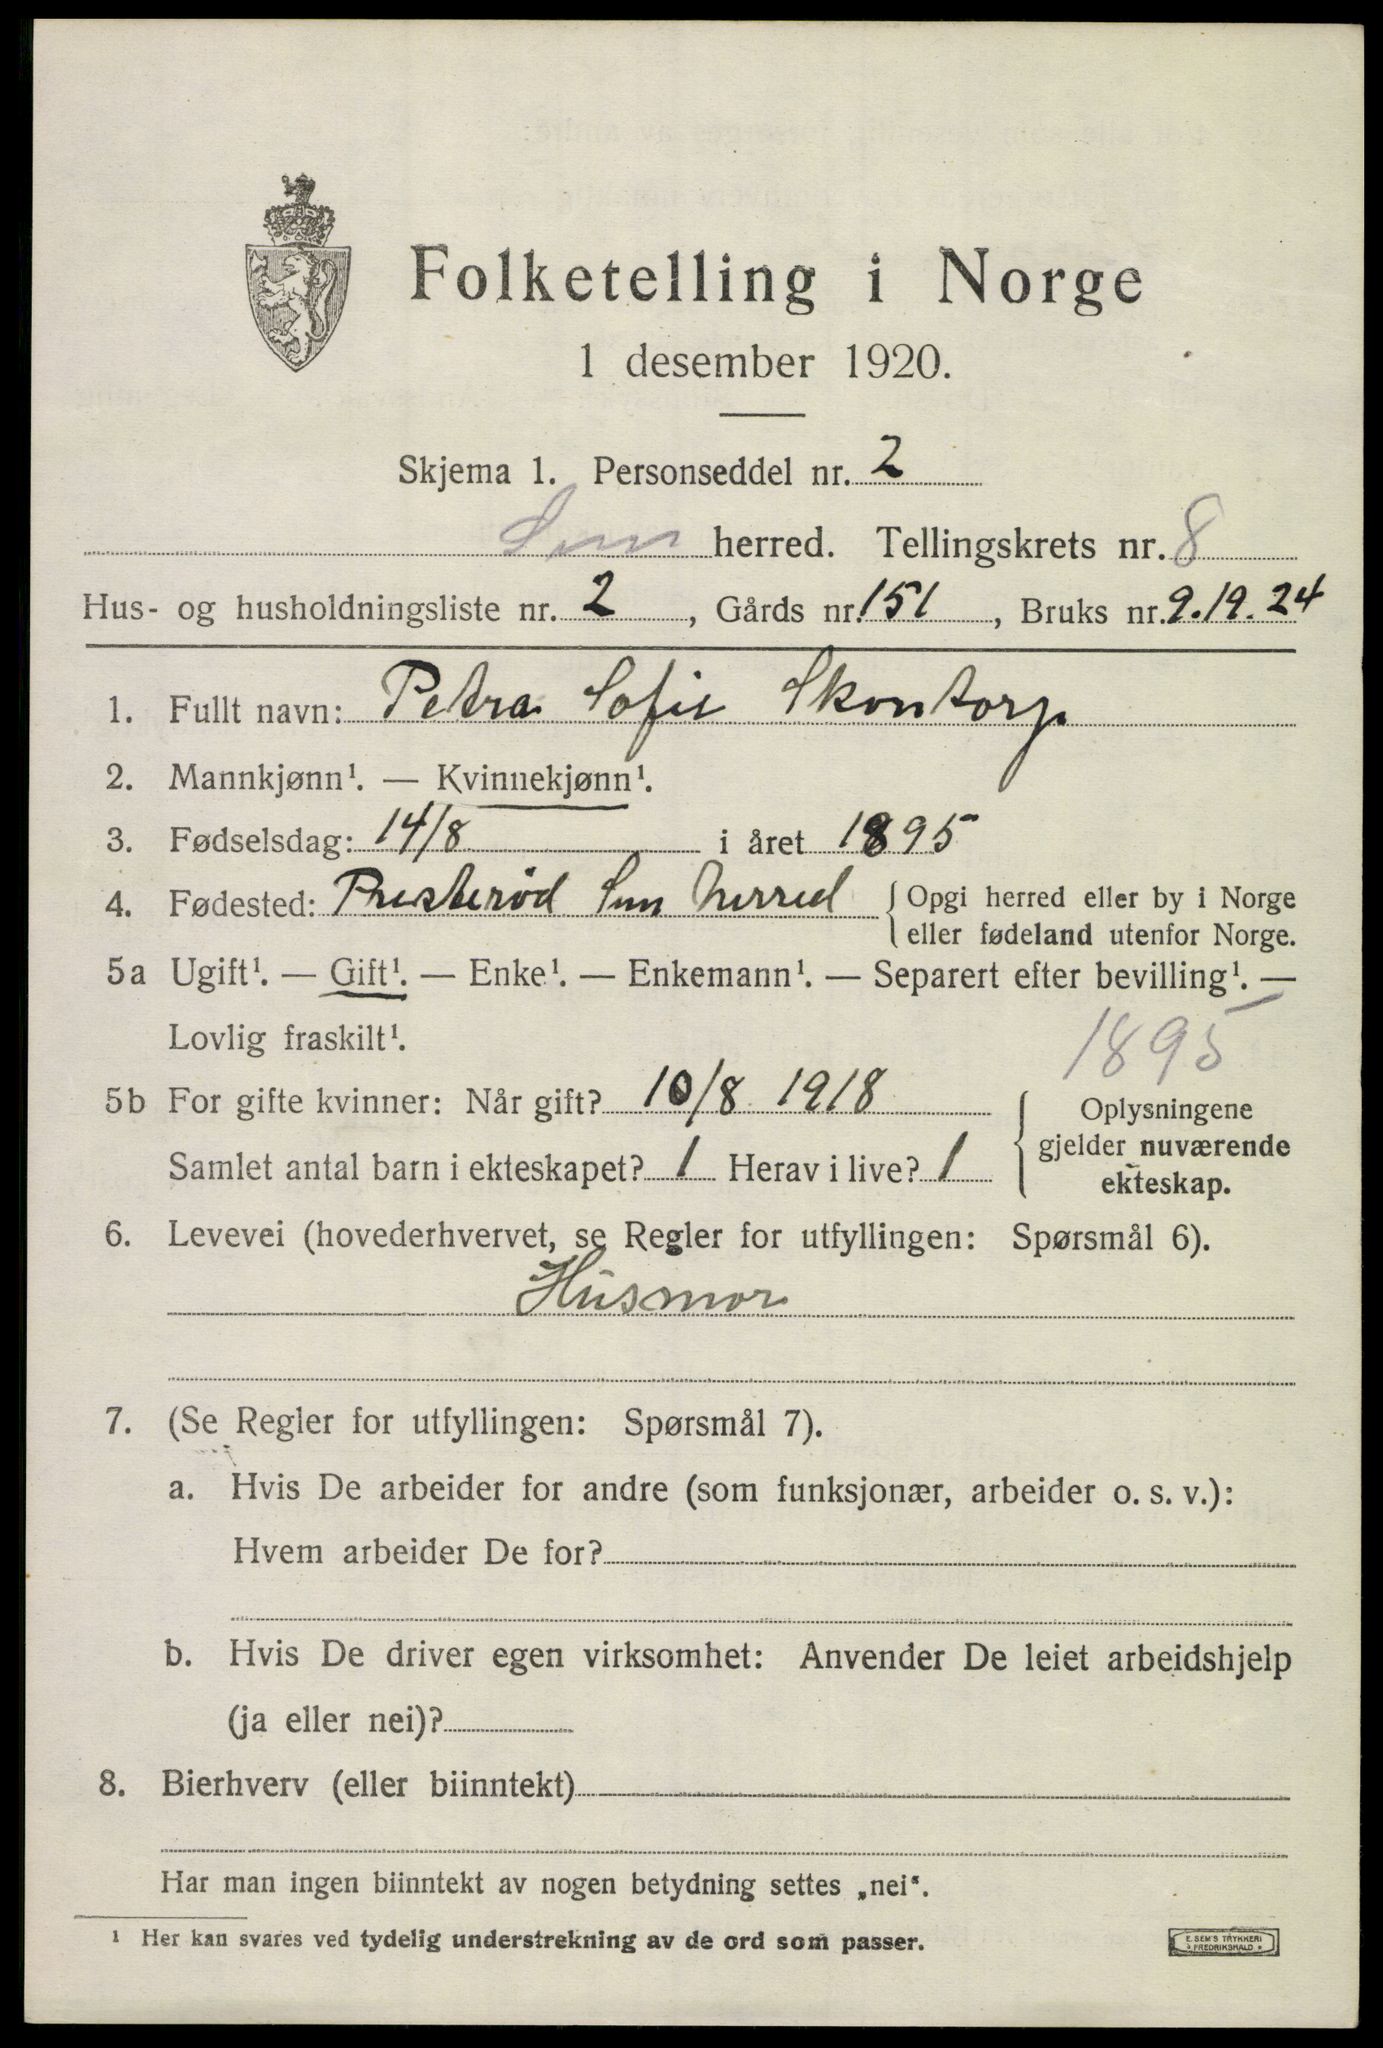 Folketelling i Norge
1 desember 1920.
Skjema 1. Personseddel nr. 2
Sem herred. Tellingskrets nr. 8
Hus- og husholdningsliste nr. 2, Gårds nr. 151, Bruks nr. 9.19.24
1. Fullt navn: Petra Sofie Skontorp
2. Mannkjønn¹. — Kvinnekjønn¹.
3. Fødselsdag: 14/8 i året 1895
4. Fødested: Presterød Sem herred { Opgi herred eller by i Norge
eller fødeland utenfor Norge.
5a Ugift¹. — Gift¹. — Enke¹. — Enkemann¹. — Separert efter bevilling¹. —
Lovlig fraskilt¹.
1895
5b For gifte kvinner: Når gift? 10/8 1918
Samlet antal barn i ekteskapet? 1 Herav i live? 1
{ Oplysningene
gjelder nuværende
ekteskap.
6. Levevei (hovederhvervet, se Regler for utfyllingen: Spørsmål 6).
Husmor
7. (Se Regler for utfyllingen: Spørsmål 7).
a. Hvis De arbeider for andre (som funksjonær, arbeider o. s. v.):
Hvem arbeider De for?
b. Hvis De driver egen virksomhet: Anvender De leiet arbeidshjelp
(ja eller nei)?
8. Bierhverv (eller biinntekt)
Har man ingen biinntekt av nogen betydning settes „nei".
¹ Her kan svares ved tydelig understrekning av de ord som passer.
E. SEM'S TRYKKERI
FREDRIKSHALD